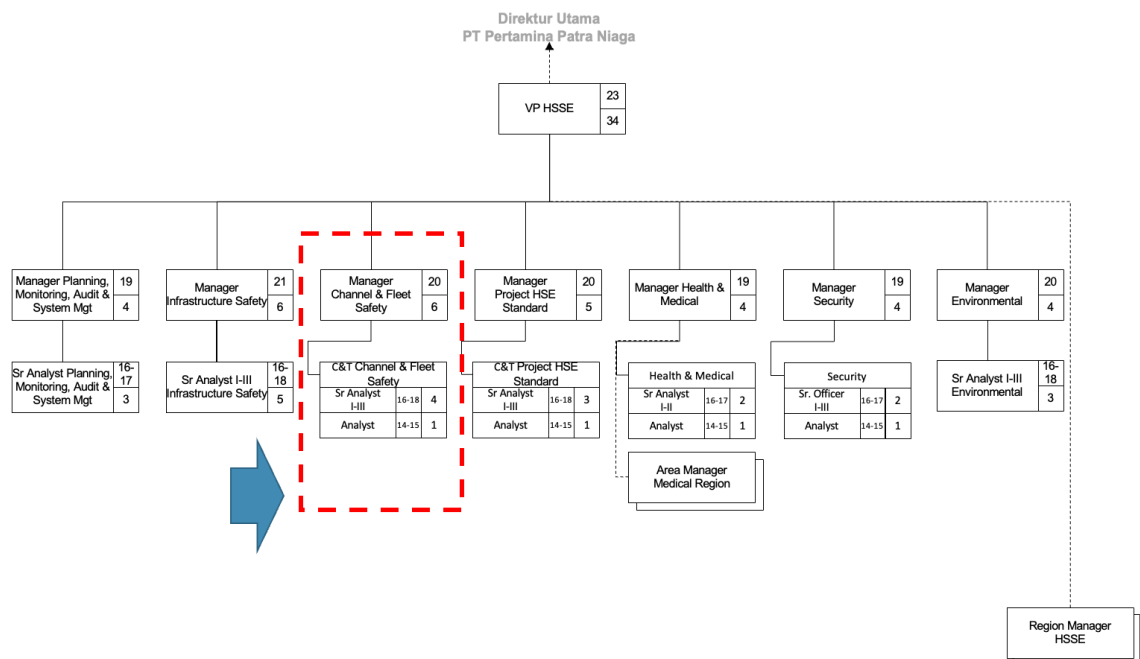 Direktur Utama
PT Pertamina Patra Niaga
VP HSSE
23
34
Manager Planning,
Monitoring, Audit &
System Mgt
19
4
Manager
Infrastructure Safety
21
6
Manager
Channel & Fleet
Safety
20
6
Manager
Project HSE
Standard
20
5
Manager Health &
Medical
19
4
Manager
Security
19
4
Manager
Environmental
20
4
Sr Analyst Planning,
Monitoring, Audit &
System Mgt
16-
17
3
Sr Analyst I-III
Infrastructure Safety
16-
18
5
C&T Channel & Fleet
Safety
Sr Analyst
I-III
16-18
4
Analyst
14-15
1
C&T Project HSE
Standard
Sr Analyst
I-III
16-18
3
Analyst
14-15
1
Health & Medical
Sr Analyst
I-II
16-17
2
Analyst
14-15
1
Security
Sr. Officer
I-III
16-17
2
Analyst
14-15
1
Sr Analyst I-III
Environmental
16-
18
3
Area Manager
Medical Region
Region Manager
HSSE